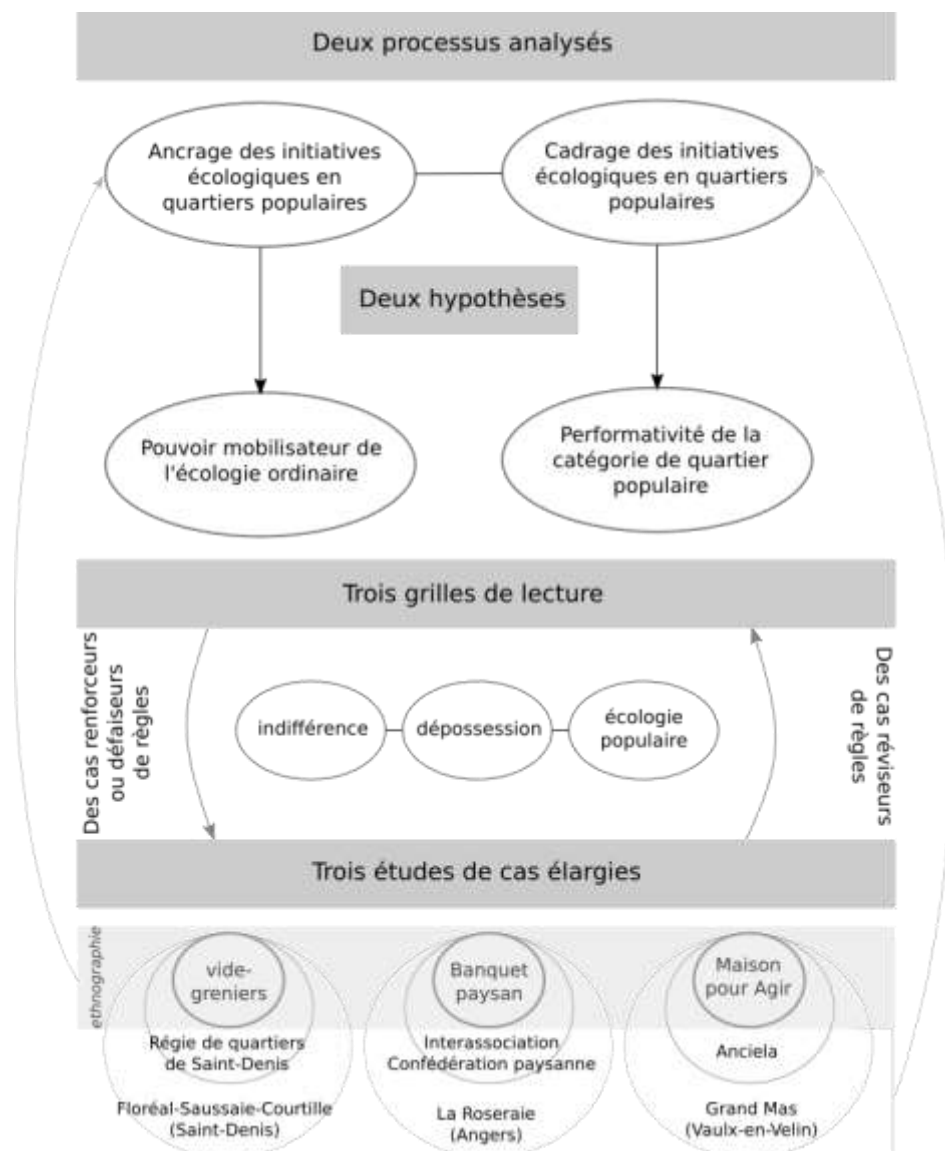 Deux processus analysés
Ancrage des initiatives
écologiques en
quartiers populaires
Cadrage des initiatives
écologiques en quartiers
populaires
Deux hypothèses
Pouvoir mobilisateur de
l'écologie ordinaire
Performativité de la
catégorie de quartier
populaire
Trois grilles de lecture
Des cas renforceurs
ou défaiseurs
de règles
indifférence
dépossession
écologie
populaire
Des cas réviseurs
de règles
Trois études de cas élargies
ethnographie
vide-
greniers
Régie de quartiers
de Saint-Denis
Floréal-Saussaie-Courtille
(Saint-Denis)
Banquet
paysan
Interassociation
Confédération paysanne
La Roseraie
(Angers)
Maison
pour Agir
Anciela
Grand Mas
(Vaulx-en-Velin)